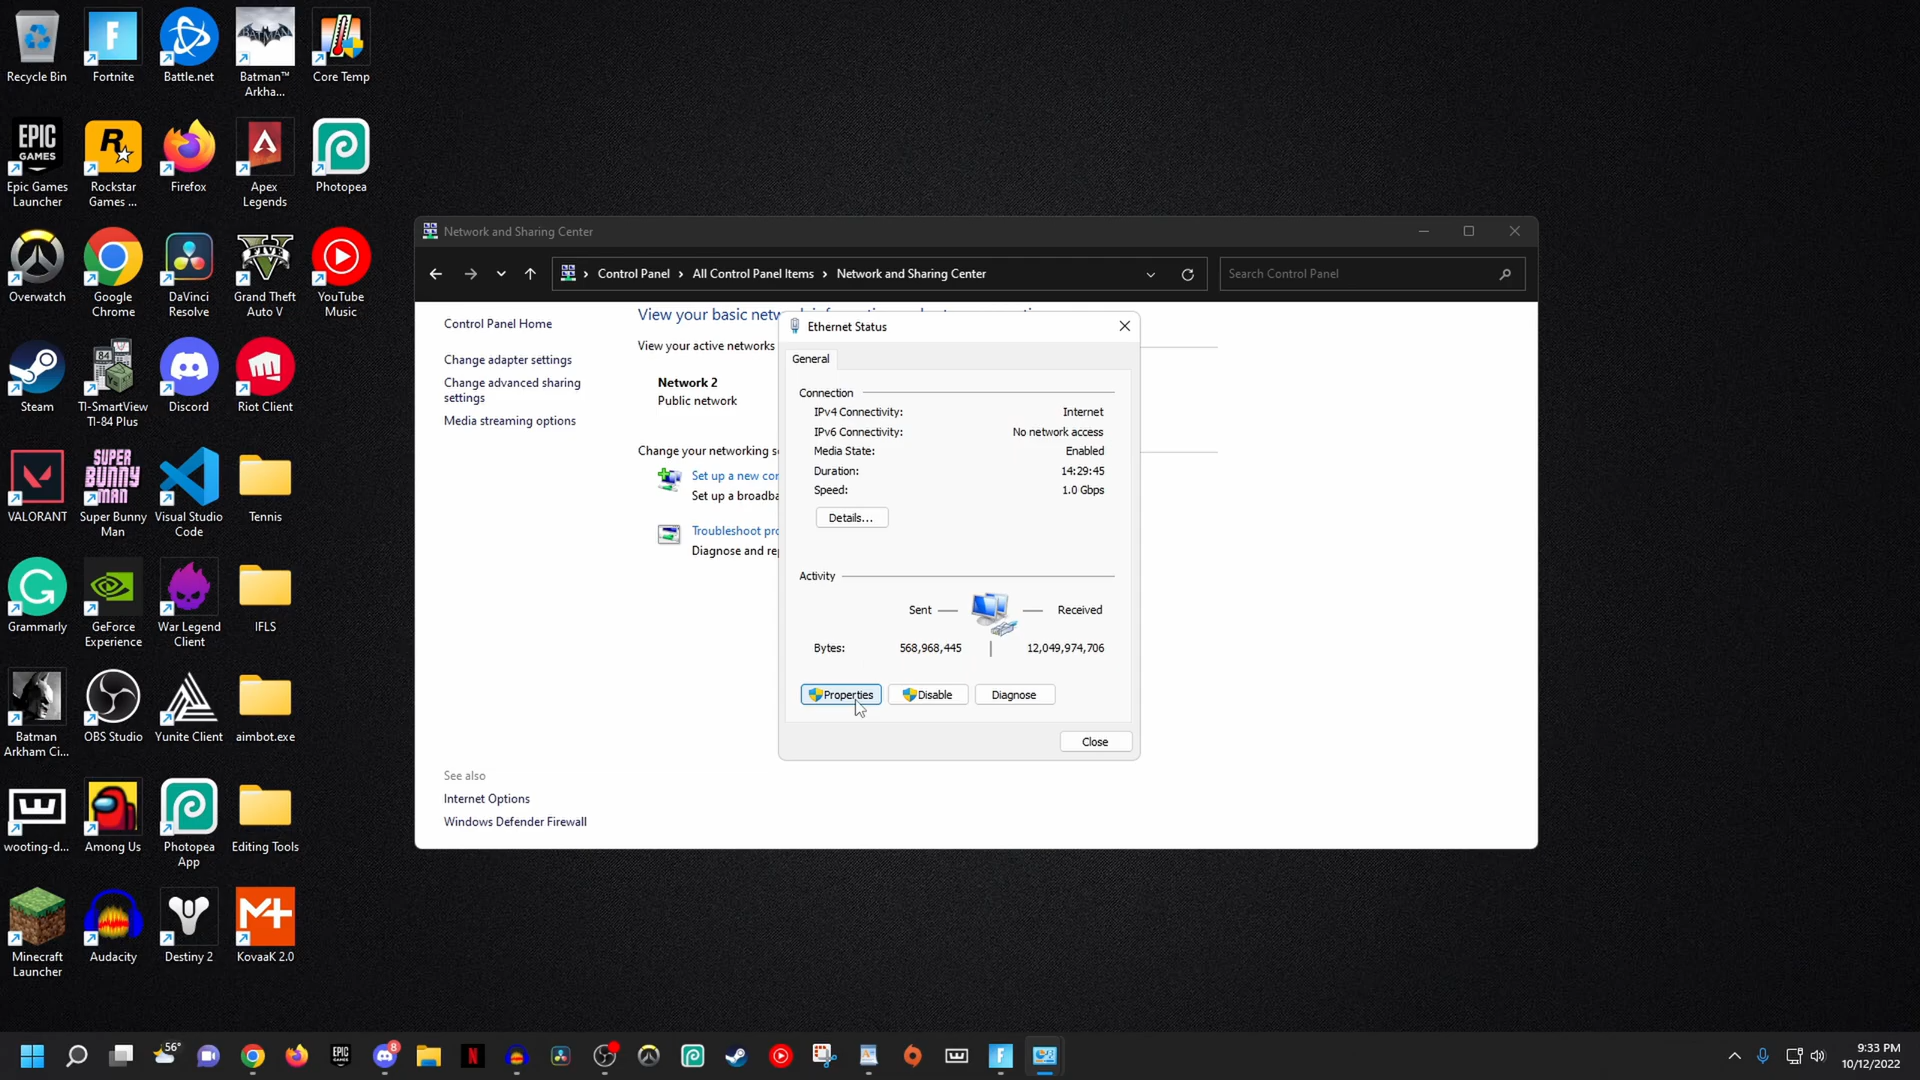 Recycle Bin
Fortnite
Battle.net
Batman™
Arkha...
Core Temp
EPIC
GAMES
Epic Games
Launcher
Rockstar
Games ...
Firefox
Apex
Legends
Photopea
Overwatch
Google
Chrome
DaVinci
Resolve
Grand Theft
Auto V
YouTube
Music
Steam
TI-SmartView
TI-84 Plus
Discord
Riot Client
VALORANT
SUPER
BUNNY
MAN
Super Bunny
Man
Visual Studio
Code
Tennis
Grammarly
GeForce
Experience
War Legend
Client
IFLS
Batman
Arkham Ci...
OBS Studio
Yunite Client
aimbot.exe
wooting-d...
Among Us
Photopea
App
Editing Tools
Minecraft
Launcher
Audacity
Destiny 2
KovaaK 2.0
Network and Sharing Center
Control Panel > All Control Panel Items > Network and Sharing Center
Search Control Panel
Control Panel Home
Change adapter settings
Change advanced sharing
settings
Media streaming options
See also
Internet Options
Windows Defender Firewall
View your basic
View your active networks
Network 2
Public network
Change your networking
Set up a new
Set up a
Troubleshoot
Diagnose and
Ethernet Status
General
Connection
IPv4 Connectivity: Internet
IPv6 Connectivity: No network access
Media State: Enabled
Duration: 14:29:45
Speed: 1.0 Gbps
Details...
Activity
Sent — Received
Bytes: 568,968,445 | 12,049,974,706
Properties
Disable
Diagnose
Close
56°
8
9:33 PM
10/12/2022